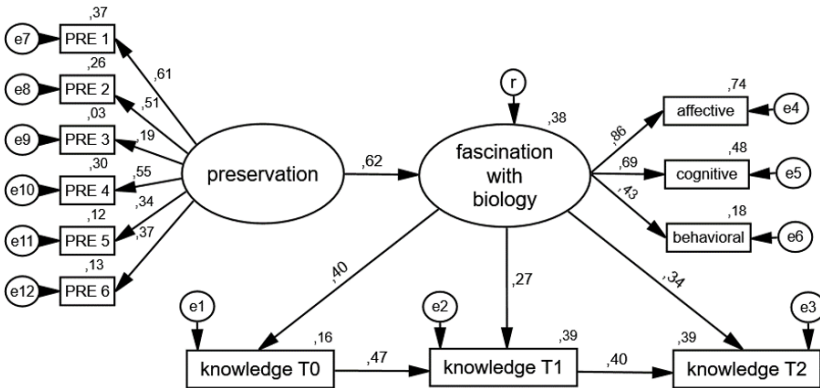 ,37
e7 PRE 1
,61
,26
e8 PRE 2
,51
,03
e9 PRE 3
,19
,30
e10 PRE 4
,55
,12
e11 PRE 5
,34
,13
e12 PRE 6
,37
preservation
,62
r
,38
fascination
with
biology
,74
affective e4
,86
,48
cognitive e5
,69
,18
behavioral e6
,43
,40
,27
,34
e1
,16
knowledge T0
,47
e2
,39
knowledge T1
,40
e3
,39
knowledge T2